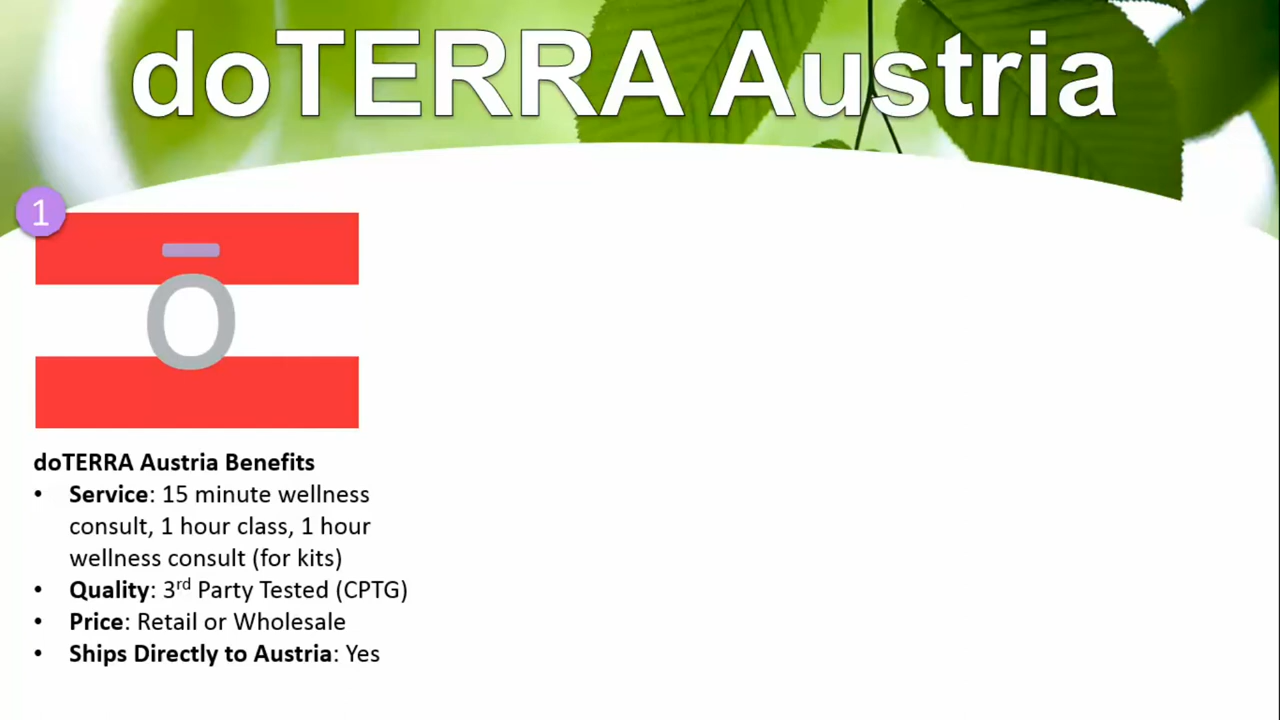 doTERRA Austria
1
ō
doTERRA Austria Benefits
• Service: 15 minute wellness
consult, 1 hour class, 1 hour
wellness consult (for kits)
• Quality: 3rd Party Tested (CPTG)
• Price: Retail or Wholesale
• Ships Directly to Austria: Yes